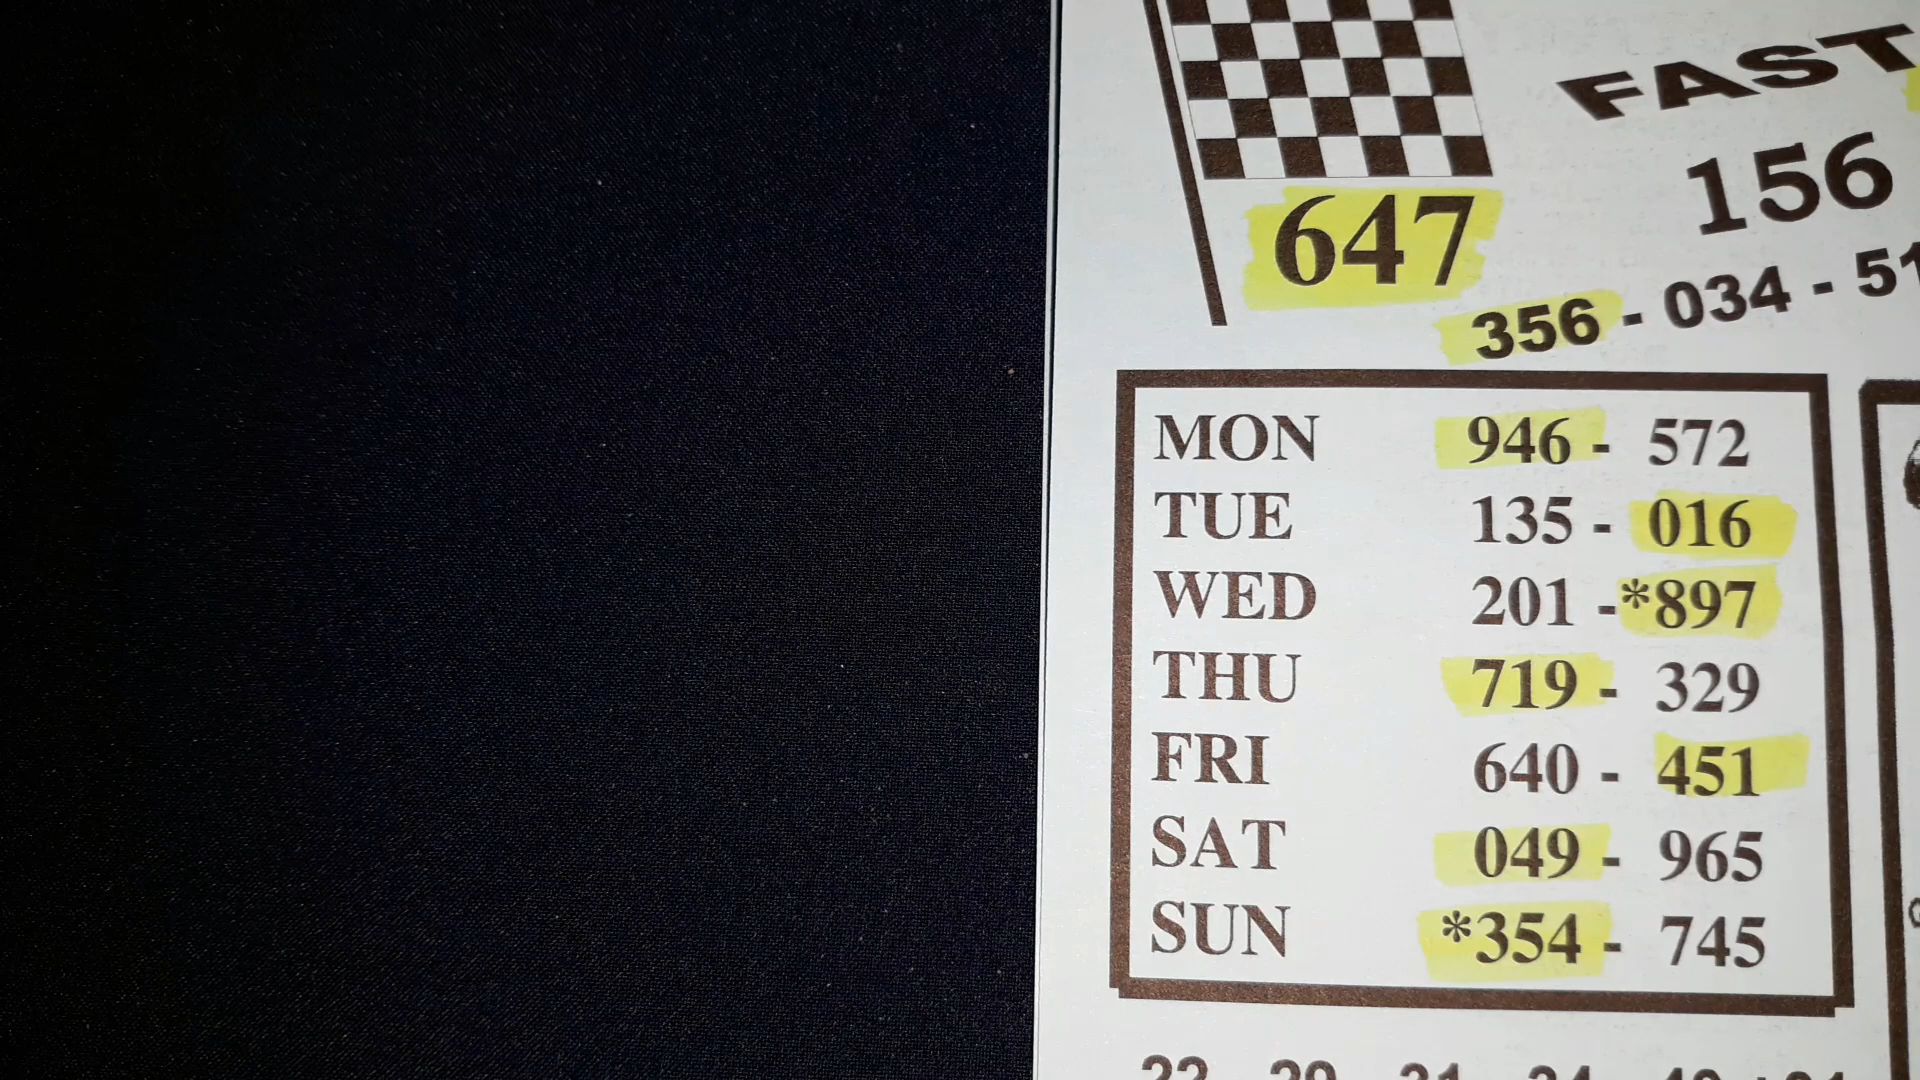 FAST
156
647
356 - 034 - 51
MON 946 - 572
TUE 135 - 016
WED 201 -*897
THU 719 - 329
FRI 640 - 451
SAT 049 - 965
SUN *354 - 745